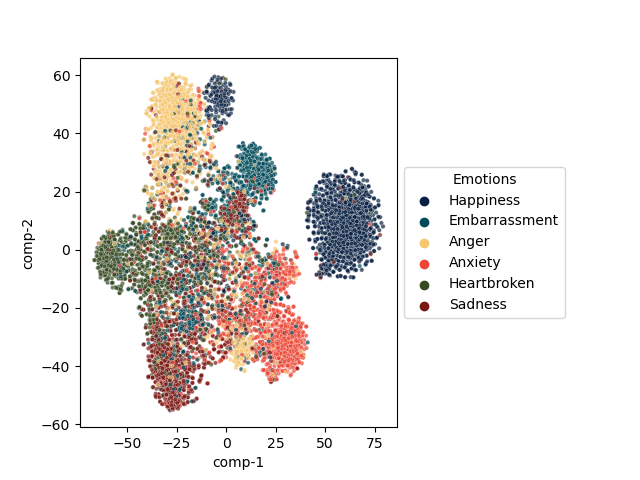 60
40
20
0
−20
−40
−60
comp-2
−50
−25
0
25
50
75
comp-1
Emotions
Happiness
Embarrassment
Anger
Anxiety
Heartbroken
Sadness